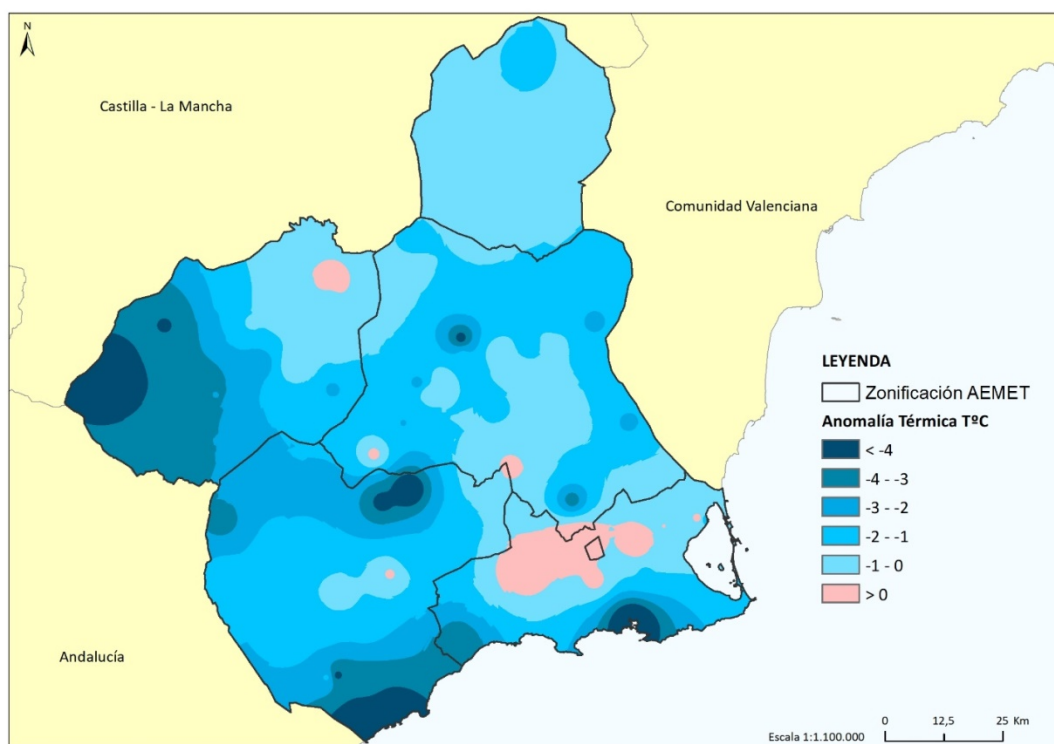 N
Castilla - La Mancha
Comunidad Valenciana
LEYENDA
Zonificación AEMET
Anomalía Térmica TºC
< -4
-4 - -3
-3 - -2
-2 - -1
-1 - 0
> 0
Andalucía
0 12,5 25 Km
Escala 1:1.100.000